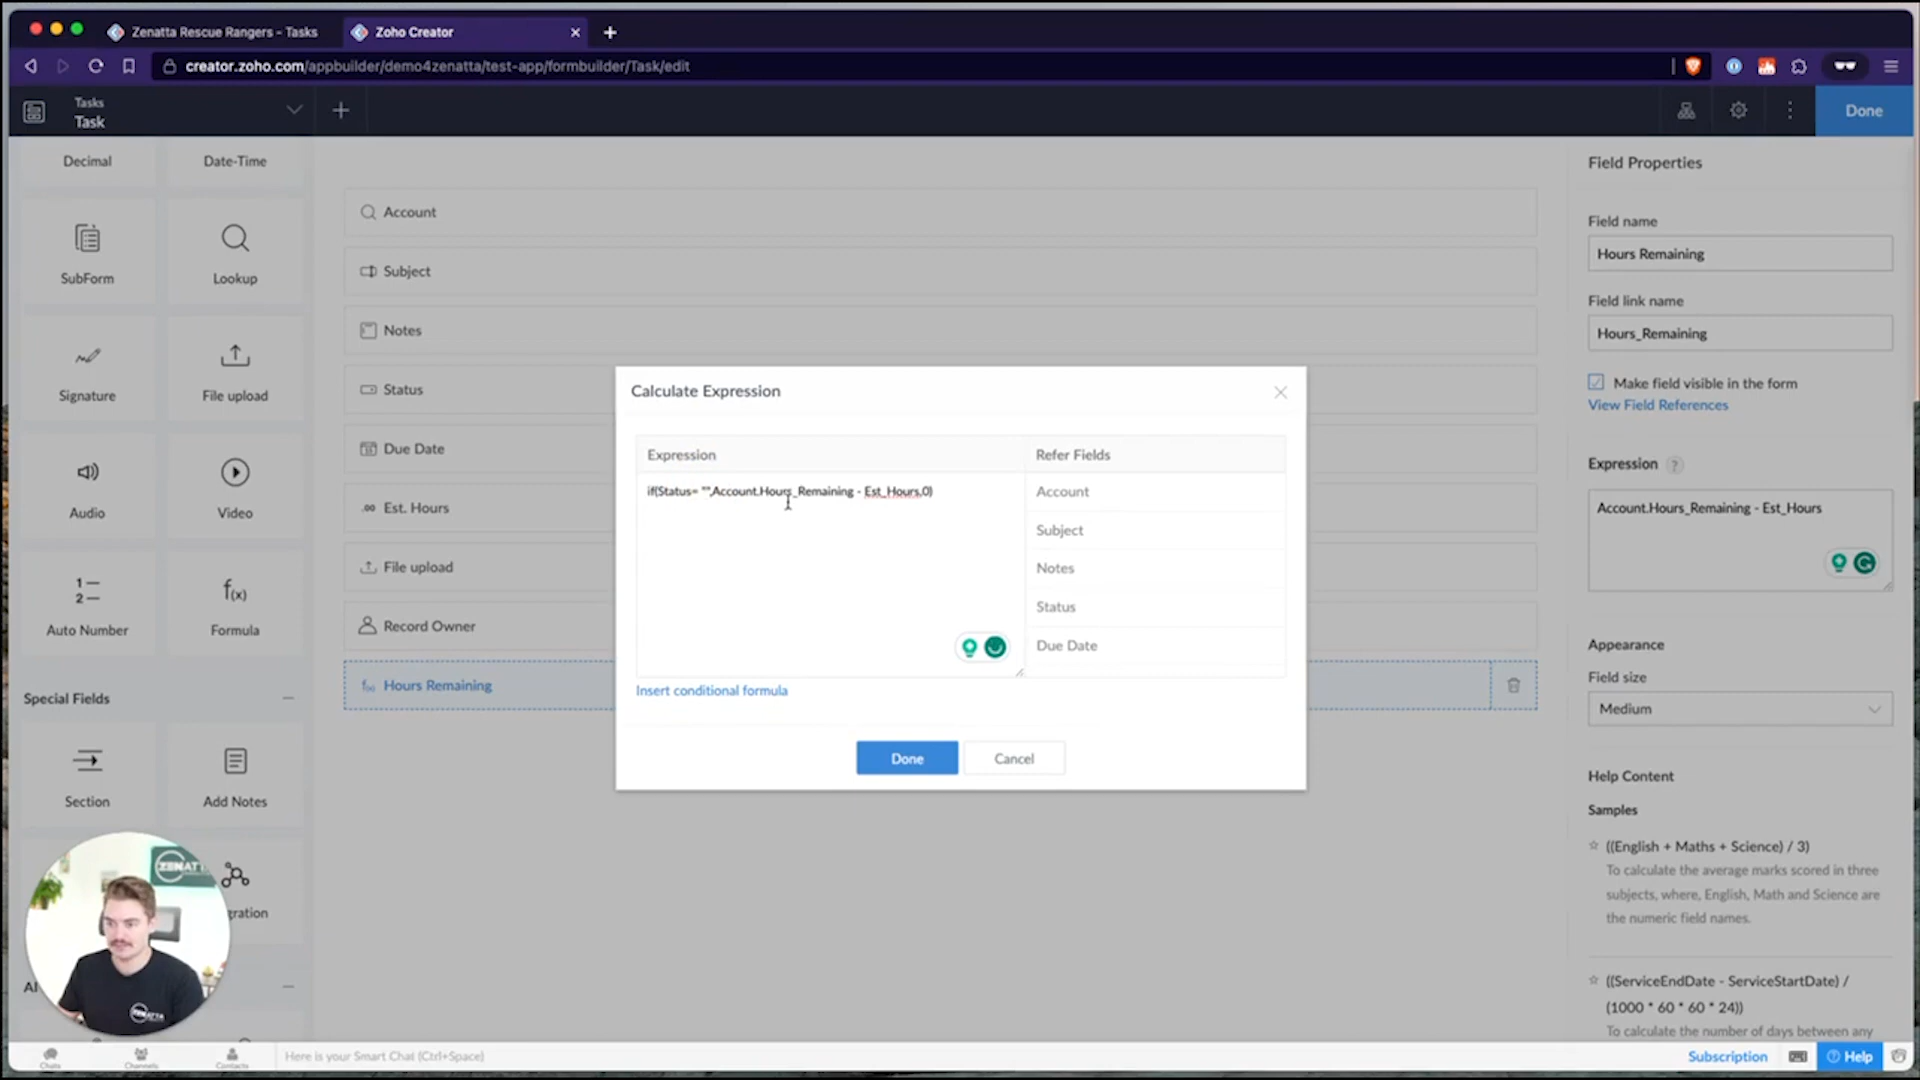 Zenatta Rescue Rangers - Tasks
Zoho Creator
creator.zoho.com/appbuilder/demo4zenatta/test-app/formbuilder/Task/edit
Tasks
Task
Done
Decimal
Date-Time
SubForm
Lookup
Signature
File upload
Audio
Video
Auto Number
Formula
Special Fields
Section
Add Notes
gration
AI
Account
Subject
Notes
Status
Due Date
Est. Hours
File upload
Record Owner
Hours Remaining
Calculate Expression
Expression
Refer Fields
if(Status= "",Account.Hours_Remaining - Est_Hours,0)
Account
Subject
Notes
Status
Due Date
Insert conditional formula
Done
Cancel
Field Properties
Field name
Hours Remaining
Field link name
Hours_Remaining
Make field visible in the form
View Field References
Expression ?
Account.Hours_Remaining - Est_Hours
Appearance
Field size
Medium
Help Content
Samples
((English + Maths + Science) / 3)
To calculate the average marks scored in three
subjects, where, English, Math and Science are
the numeric field names.
((ServiceEndDate - ServiceStartDate) /
(1000 * 60 * 60 * 24))
To calculate the number of days between any
ZENATT
ZENATTA
Chats
Channels
Contacts
Here is your Smart Chat (Ctrl+Space)
Subscription
Help